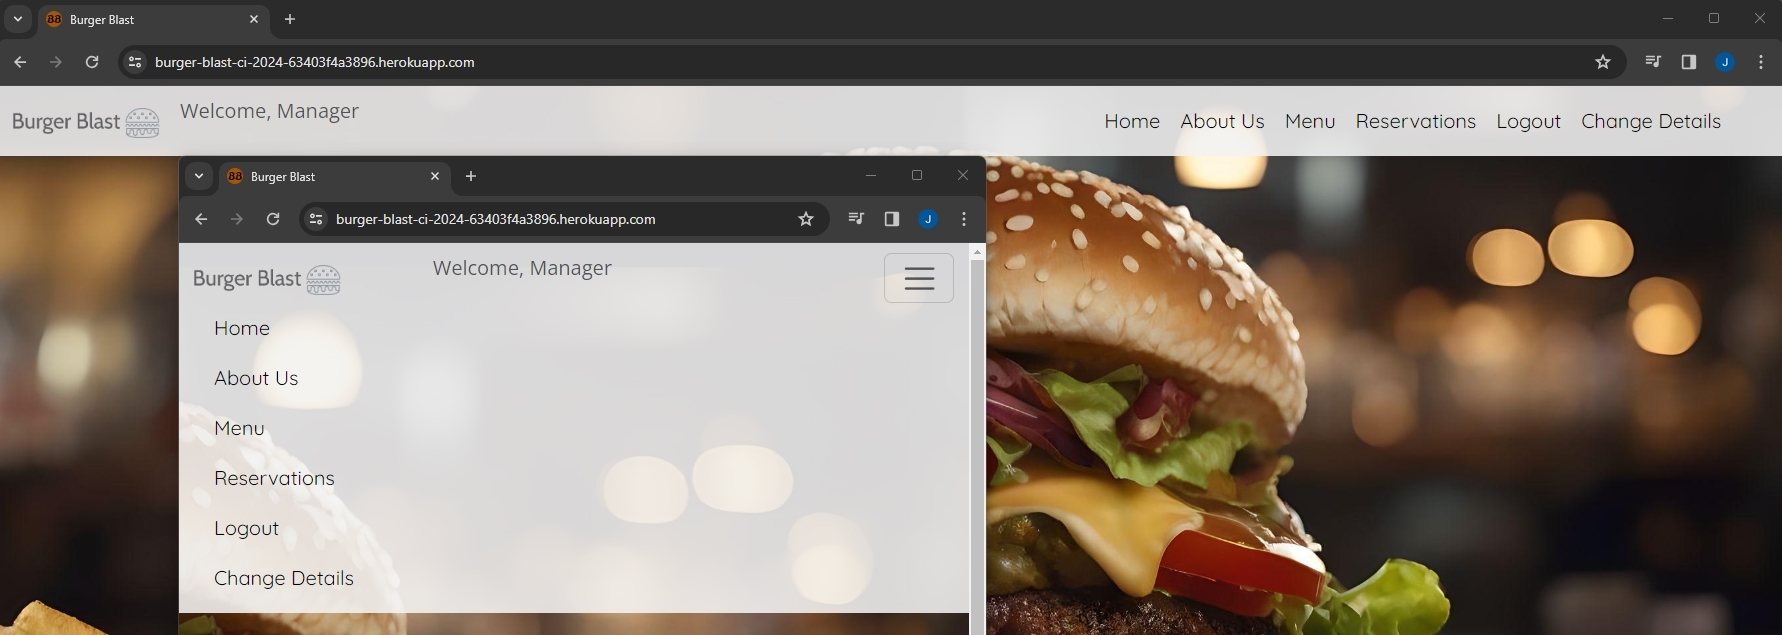 Burger Blast
burger-blast-ci-2024-63403f4a3896.herokuapp.com
J
Burger Blast
Welcome, Manager
Home About Us Menu Reservations Logout Change Details
Burger Blast
burger-blast-ci-2024-63403f4a3896.herokuapp.com
J
Burger Blast
Welcome, Manager
Home
About Us
Menu
Reservations
Logout
Change Details